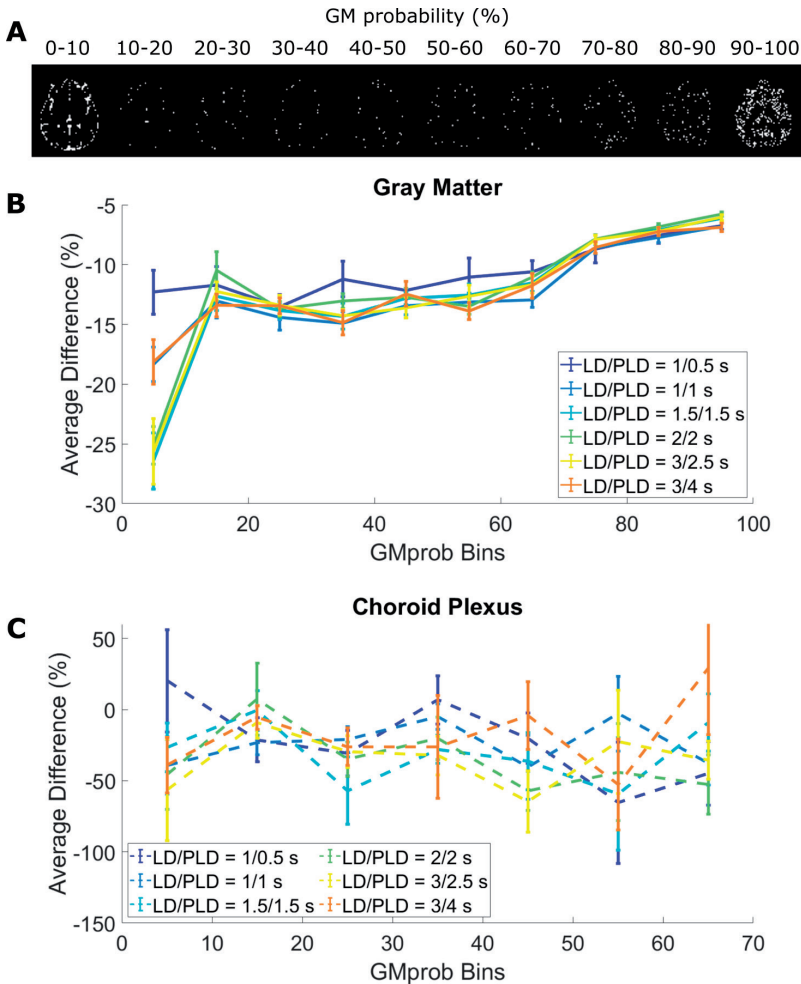 GM probability (%)
A
0-10 10-20 20-30 30-40 40-50 50-60 60-70 70-80 80-90 90-100
B
Gray Matter
Average Difference (%)
-5
-10
-15
-20
-25
-30
LD/PLD = 1/0.5 s
LD/PLD = 1/1 s
LD/PLD = 1.5/1.5 s
LD/PLD = 2/2 s
LD/PLD = 3/2.5 s
LD/PLD = 3/4 s
0 20 40 60 80 100
GMprob Bins
C
Choroid Plexus
Average Difference (%)
50
0
-50
-100
-150
LD/PLD = 1/0.5 s
LD/PLD = 1/1 s
LD/PLD = 1.5/1.5 s
LD/PLD = 2/2 s
LD/PLD = 3/2.5 s
LD/PLD = 3/4 s
0 10 20 30 40 50 60 70
GMprob Bins